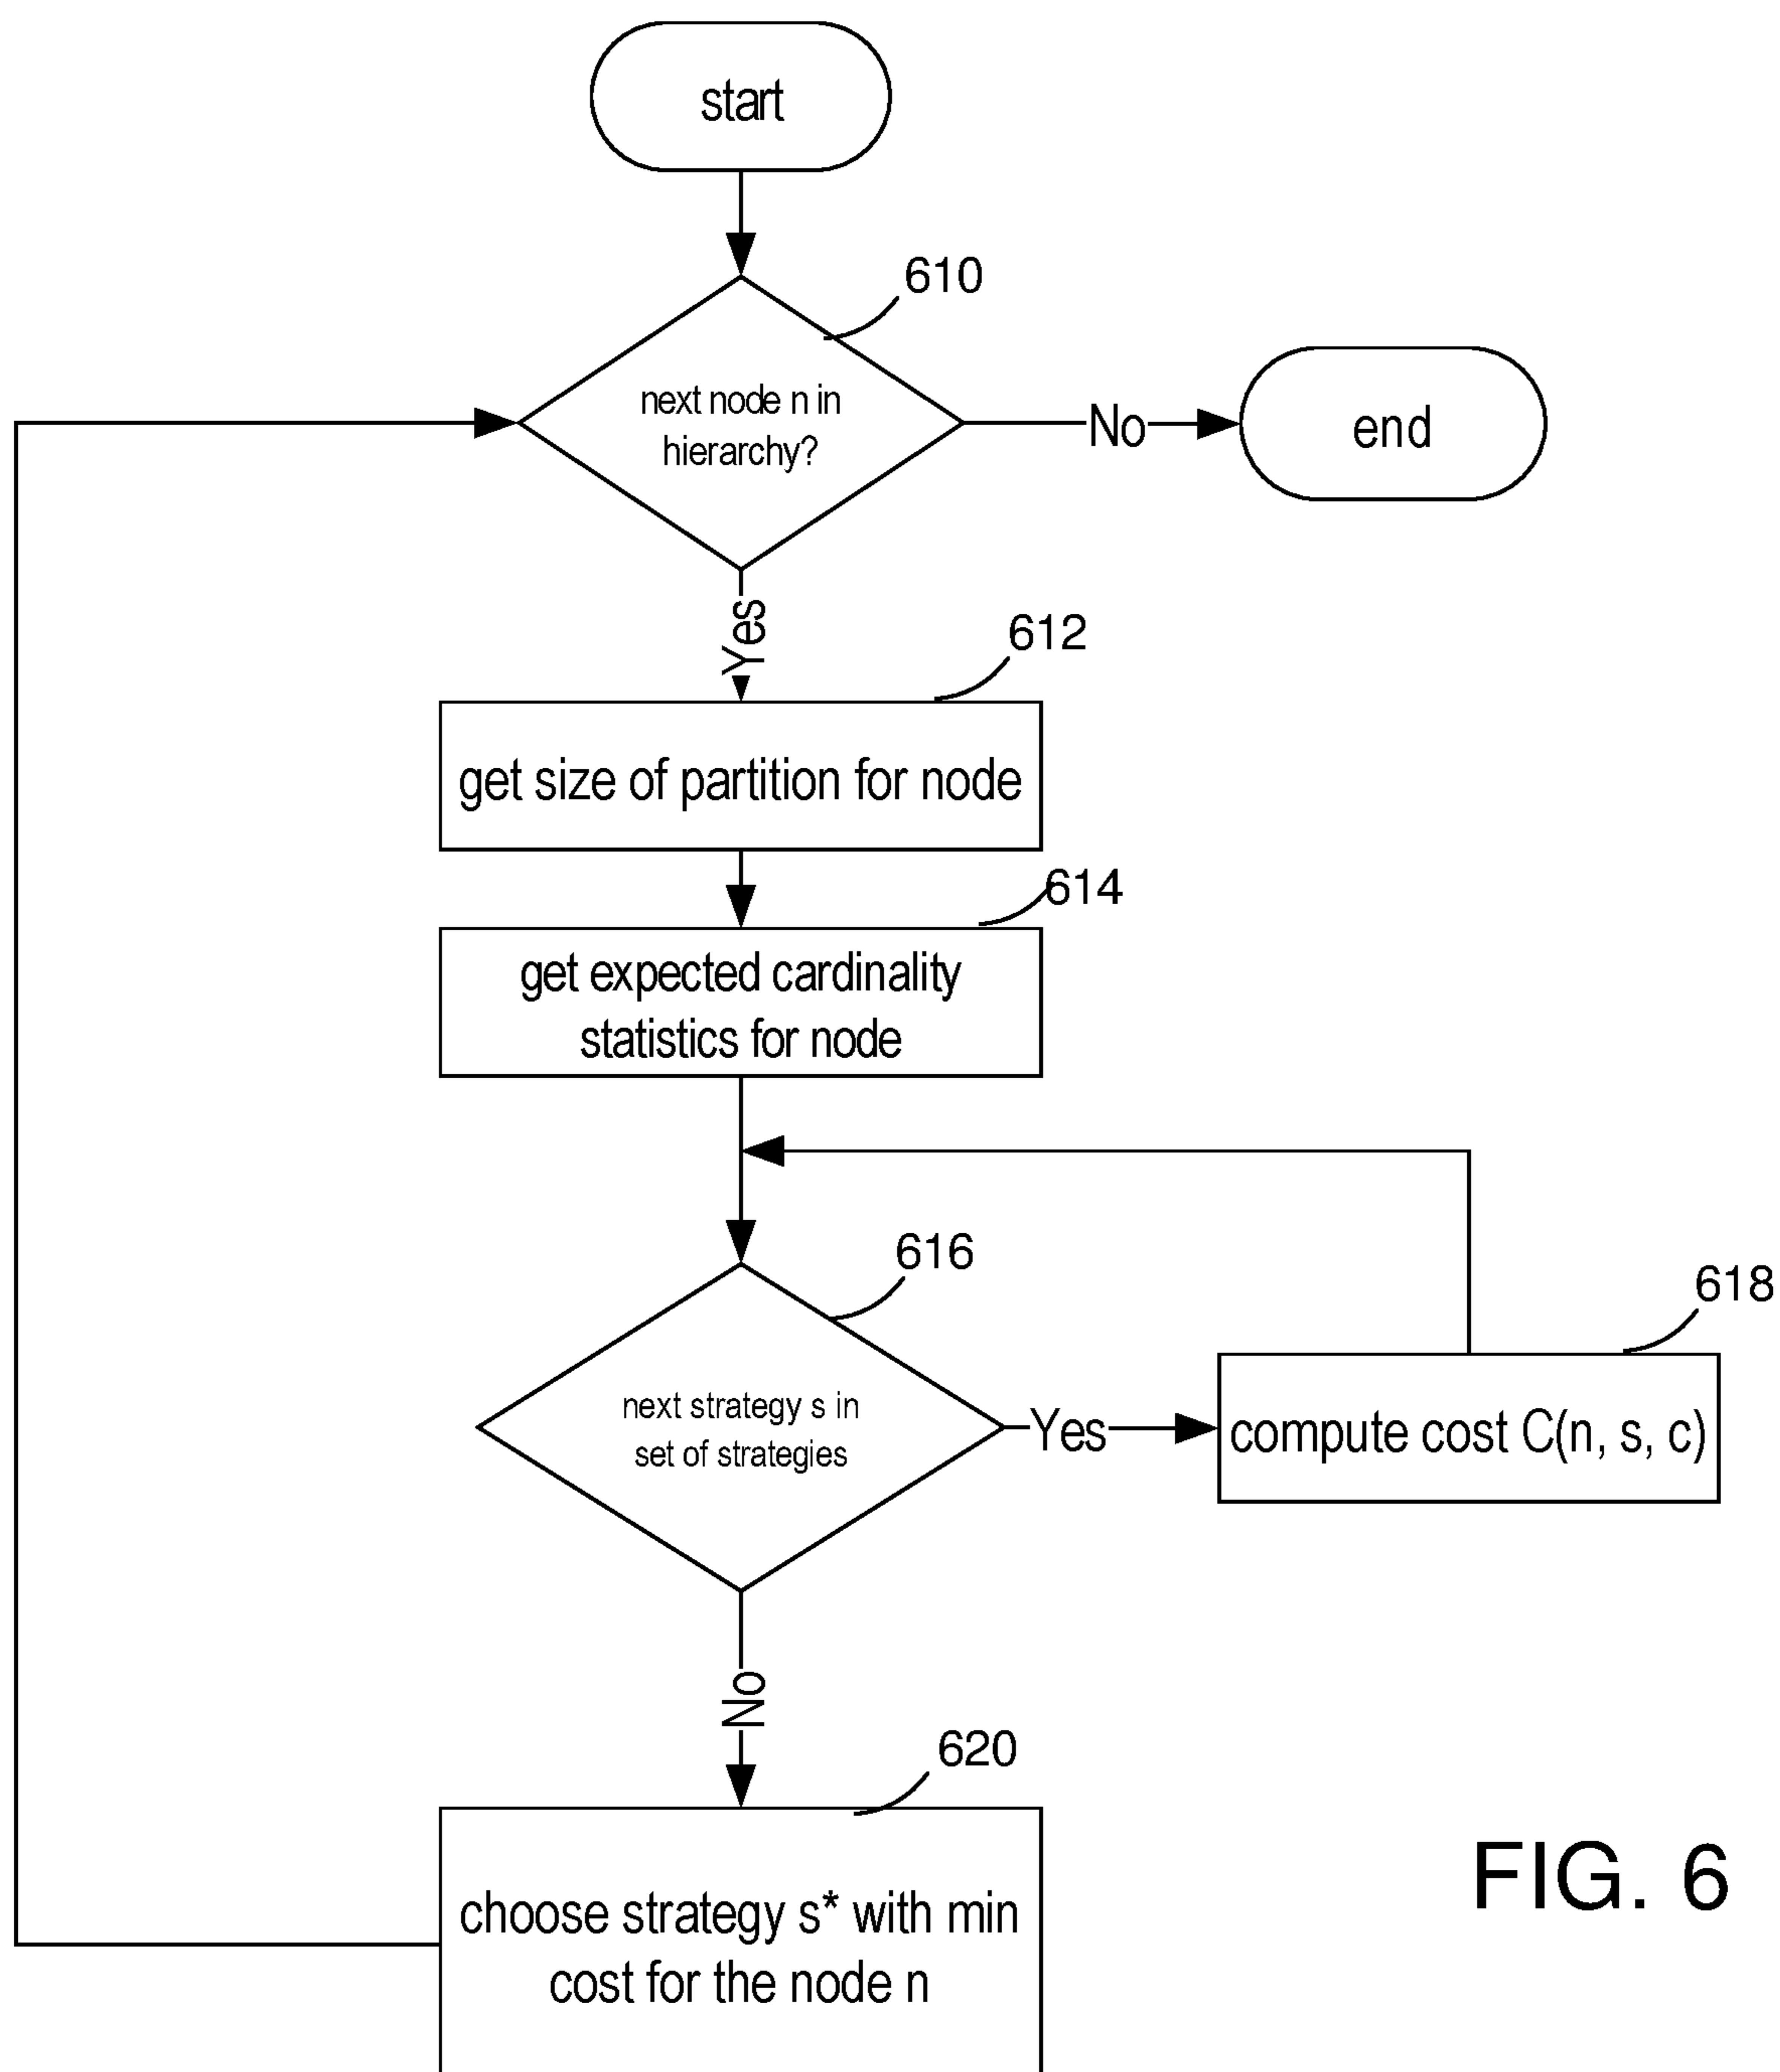 start
610
next node n in
hierarchy?
No
end
Yes
612
get size of partition for node
614
get expected cardinality
statistics for node
616
618
next strategy s in
set of strategies
Yes
compute cost C(n, s, c)
No
620
choose strategy s* with min
cost for the node n
FIG. 6